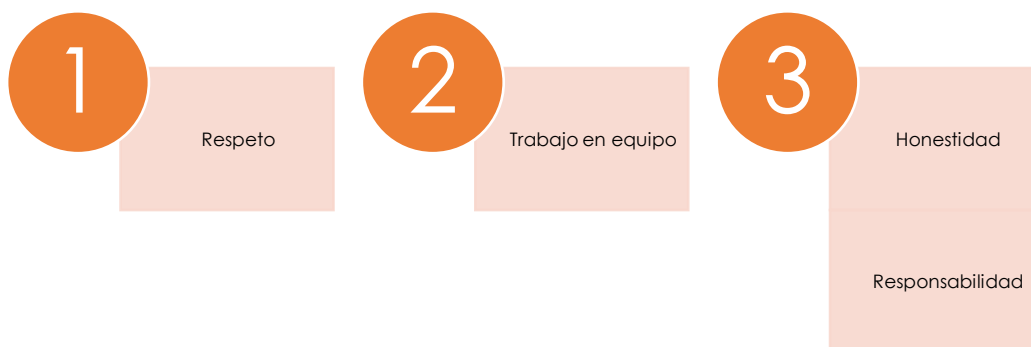 1
Respeto
2
Trabajo en equipo
3
Honestidad
Responsabilidad